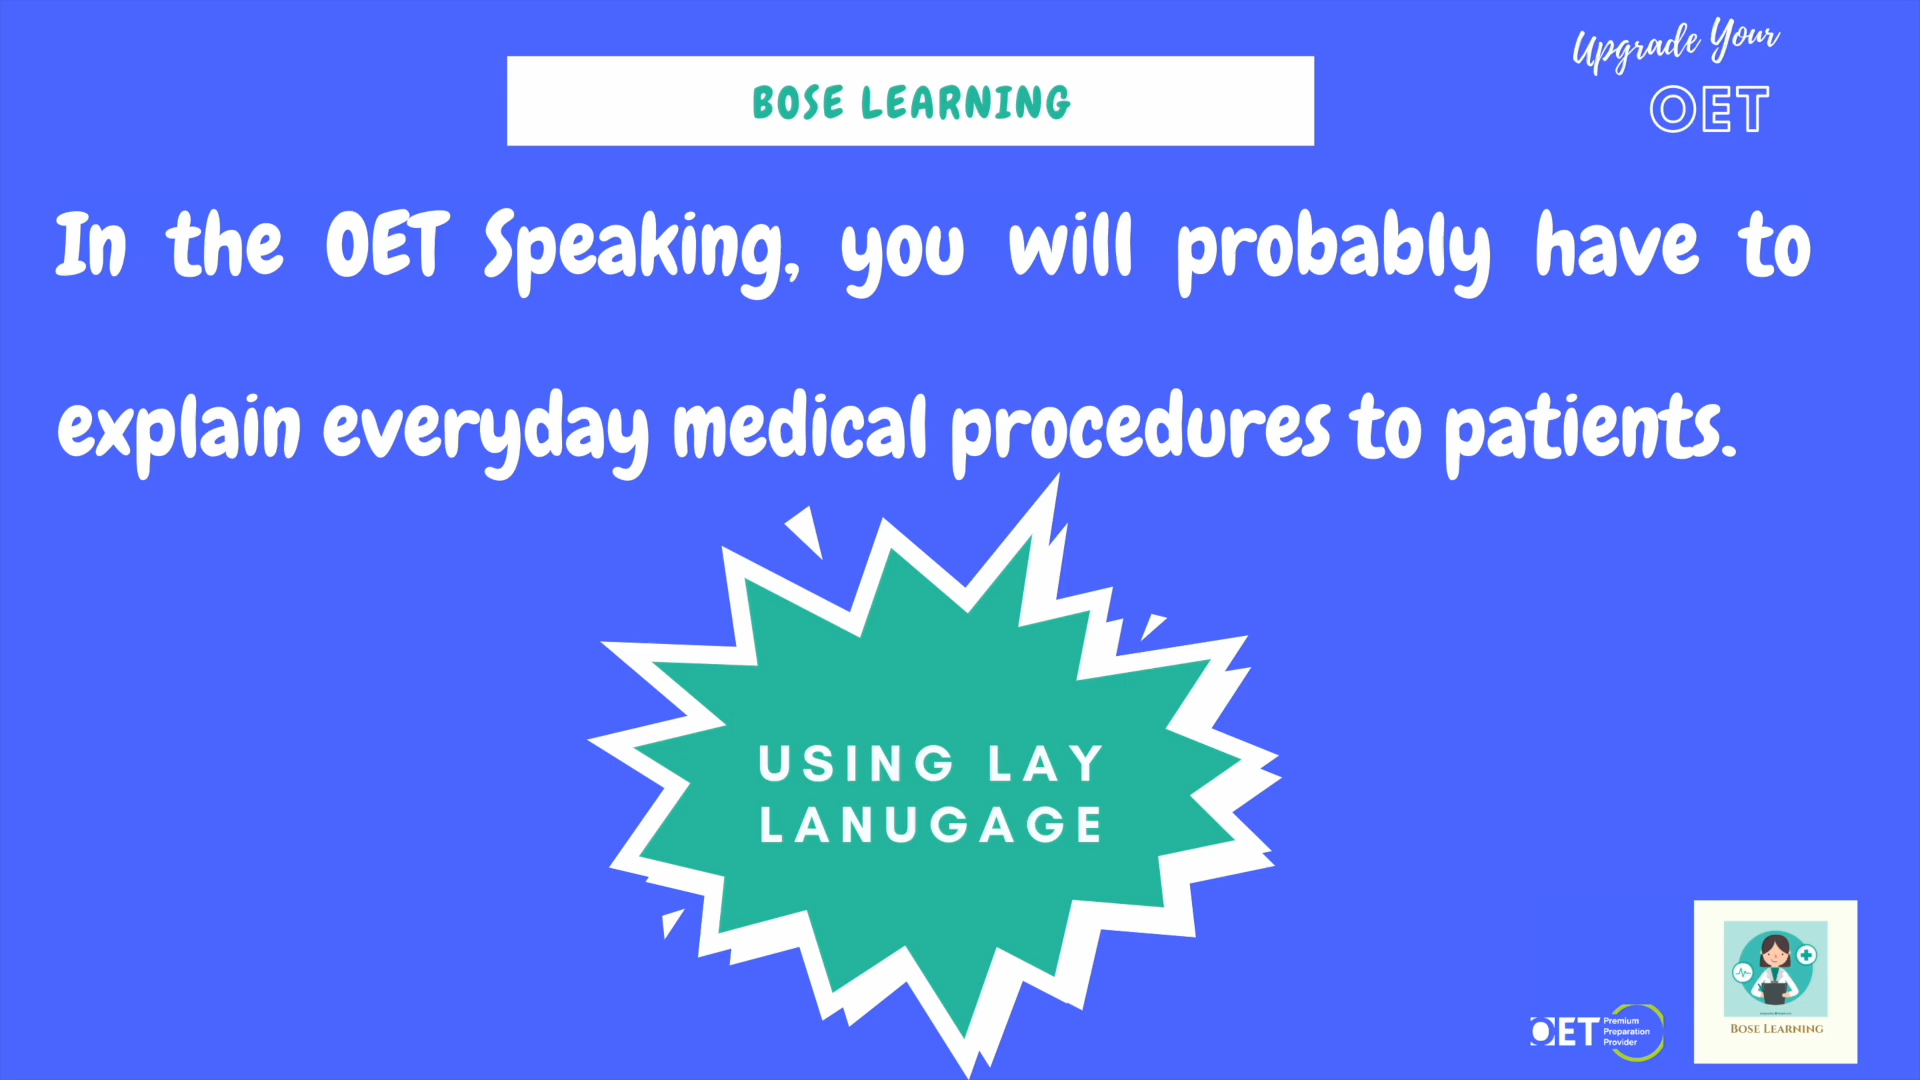 BOSE LEARNING
Upgrade Your
OET
In the OET Speaking, you will probably have to
explain everyday medical procedures to patients.
USING LAY
LANUGAGE
OET Premium
Preparation
Provider
BOSE LEARNING